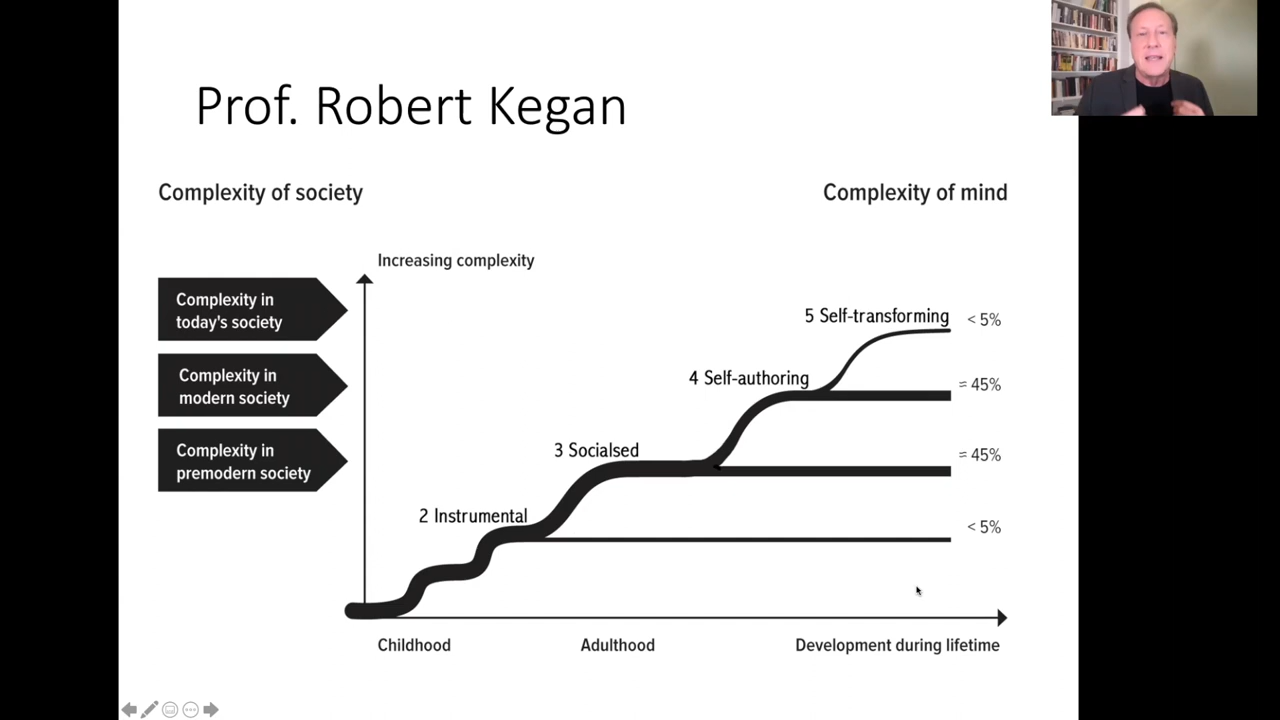 Prof. Robert Kegan
Complexity of society
Complexity of mind
Increasing complexity
Complexity in
today's society
Complexity in
modern society
Complexity in
premodern society
5 Self-transforming
< 5%
4 Self-authoring
= 45%
3 Socialsed
= 45%
2 Instrumental
< 5%
Childhood
Adulthood
Development during lifetime